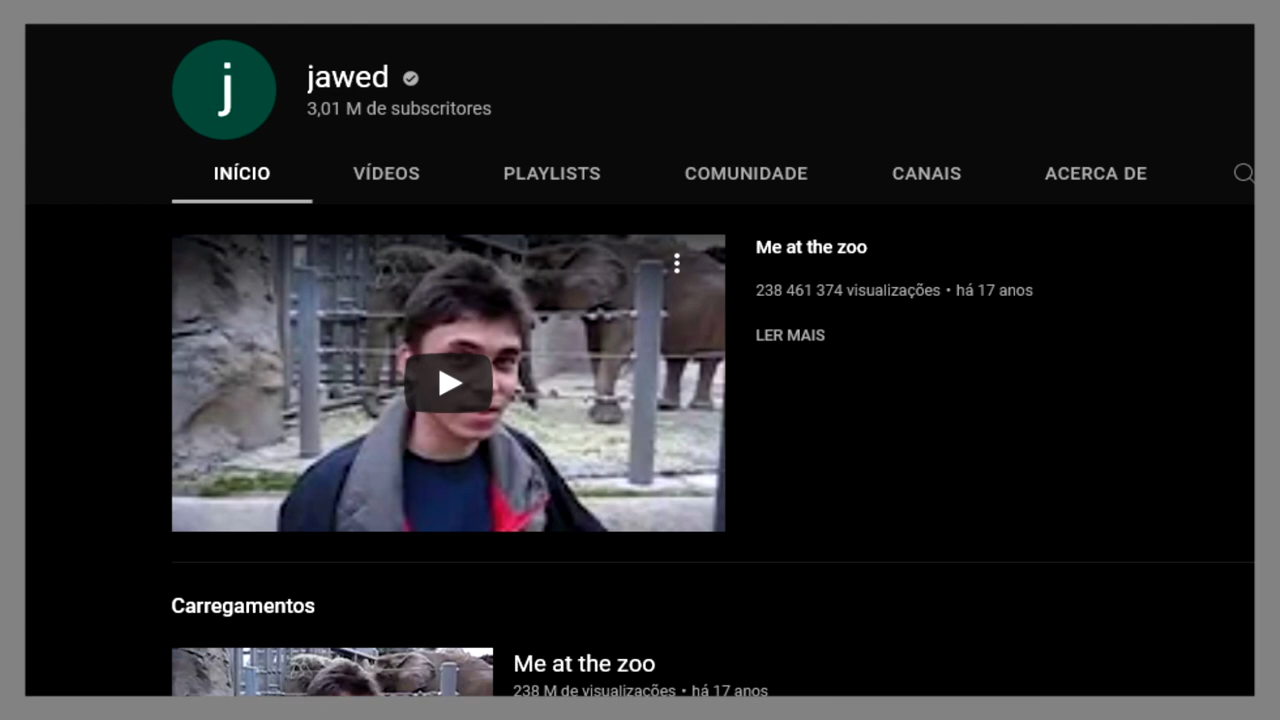 j
jawed
3,01 M de subscritores
INÍCIO VÍDEOS PLAYLISTS COMUNIDADE CANAIS ACERCA DE
Me at the zoo
238 461 374 visualizações • há 17 anos
LER MAIS
Carregamentos
Me at the zoo
238 M de visualizações • há 17 anos